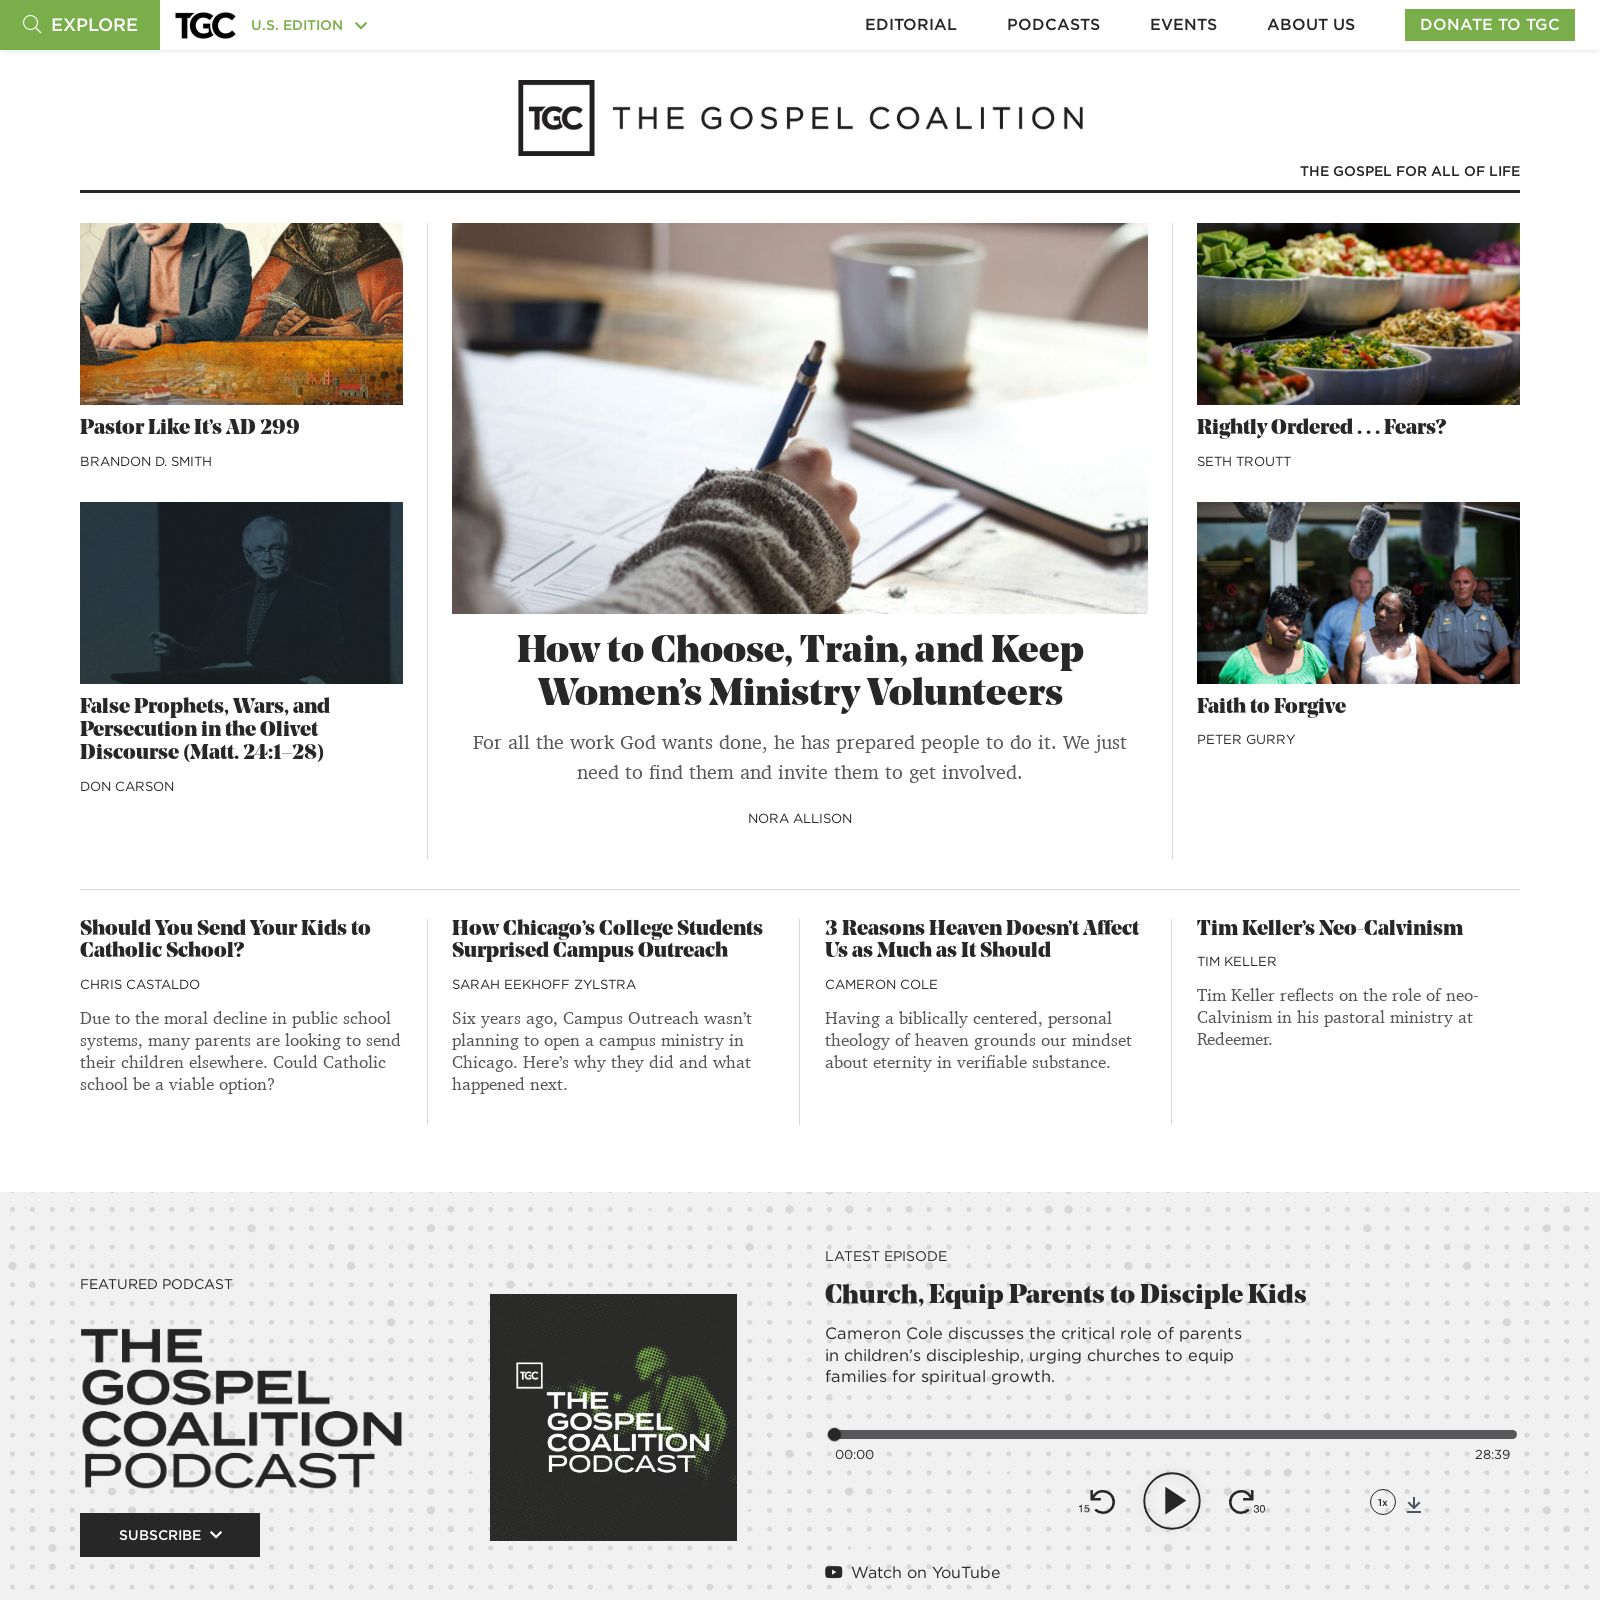 EXPLORE
TGC
U.S. EDITION
EDITORIAL
PODCASTS
EVENTS
ABOUT US
DONATE TO TGC
TGC THE GOSPEL COALITION
THE GOSPEL FOR ALL OF LIFE
Pastor Like It’s AD 299
BRANDON D. SMITH
False Prophets, Wars, and
Persecution in the Olivet
Discourse (Matt. 24:1–28)
DON CARSON
How to Choose, Train, and Keep
Women’s Ministry Volunteers
For all the work God wants done, he has prepared people to do it. We just
need to find them and invite them to get involved.
NORA ALLISON
Rightly Ordered . . . Fears?
SETH TROUTT
Faith to Forgive
PETER GURRY
Should You Send Your Kids to
Catholic School?
CHRIS CASTALDO
Due to the moral decline in public school
systems, many parents are looking to send
their children elsewhere. Could Catholic
school be a viable option?
How Chicago’s College Students
Surprised Campus Outreach
SARAH EEKHOFF ZYLSTRA
Six years ago, Campus Outreach wasn’t
planning to open a campus ministry in
Chicago. Here’s why they did and what
happened next.
3 Reasons Heaven Doesn’t Affect
Us as Much as It Should
CAMERON COLE
Having a biblically centered, personal
theology of heaven grounds our mindset
about eternity in verifiable substance.
Tim Keller’s Neo-Calvinism
TIM KELLER
Tim Keller reflects on the role of neo-
Calvinism in his pastoral ministry at
Redeemer.
FEATURED PODCAST
THE
GOSPEL
COALITION
PODCAST
SUBSCRIBE
TGC
THE
GOSPEL
COALITION
PODCAST
LATEST EPISODE
Church, Equip Parents to Disciple Kids
Cameron Cole discusses the critical role of parents
in children’s discipleship, urging churches to equip
families for spiritual growth.
00:00
28:39
15
30
1x
Watch on YouTube